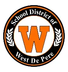 School District of
W
West De Pere